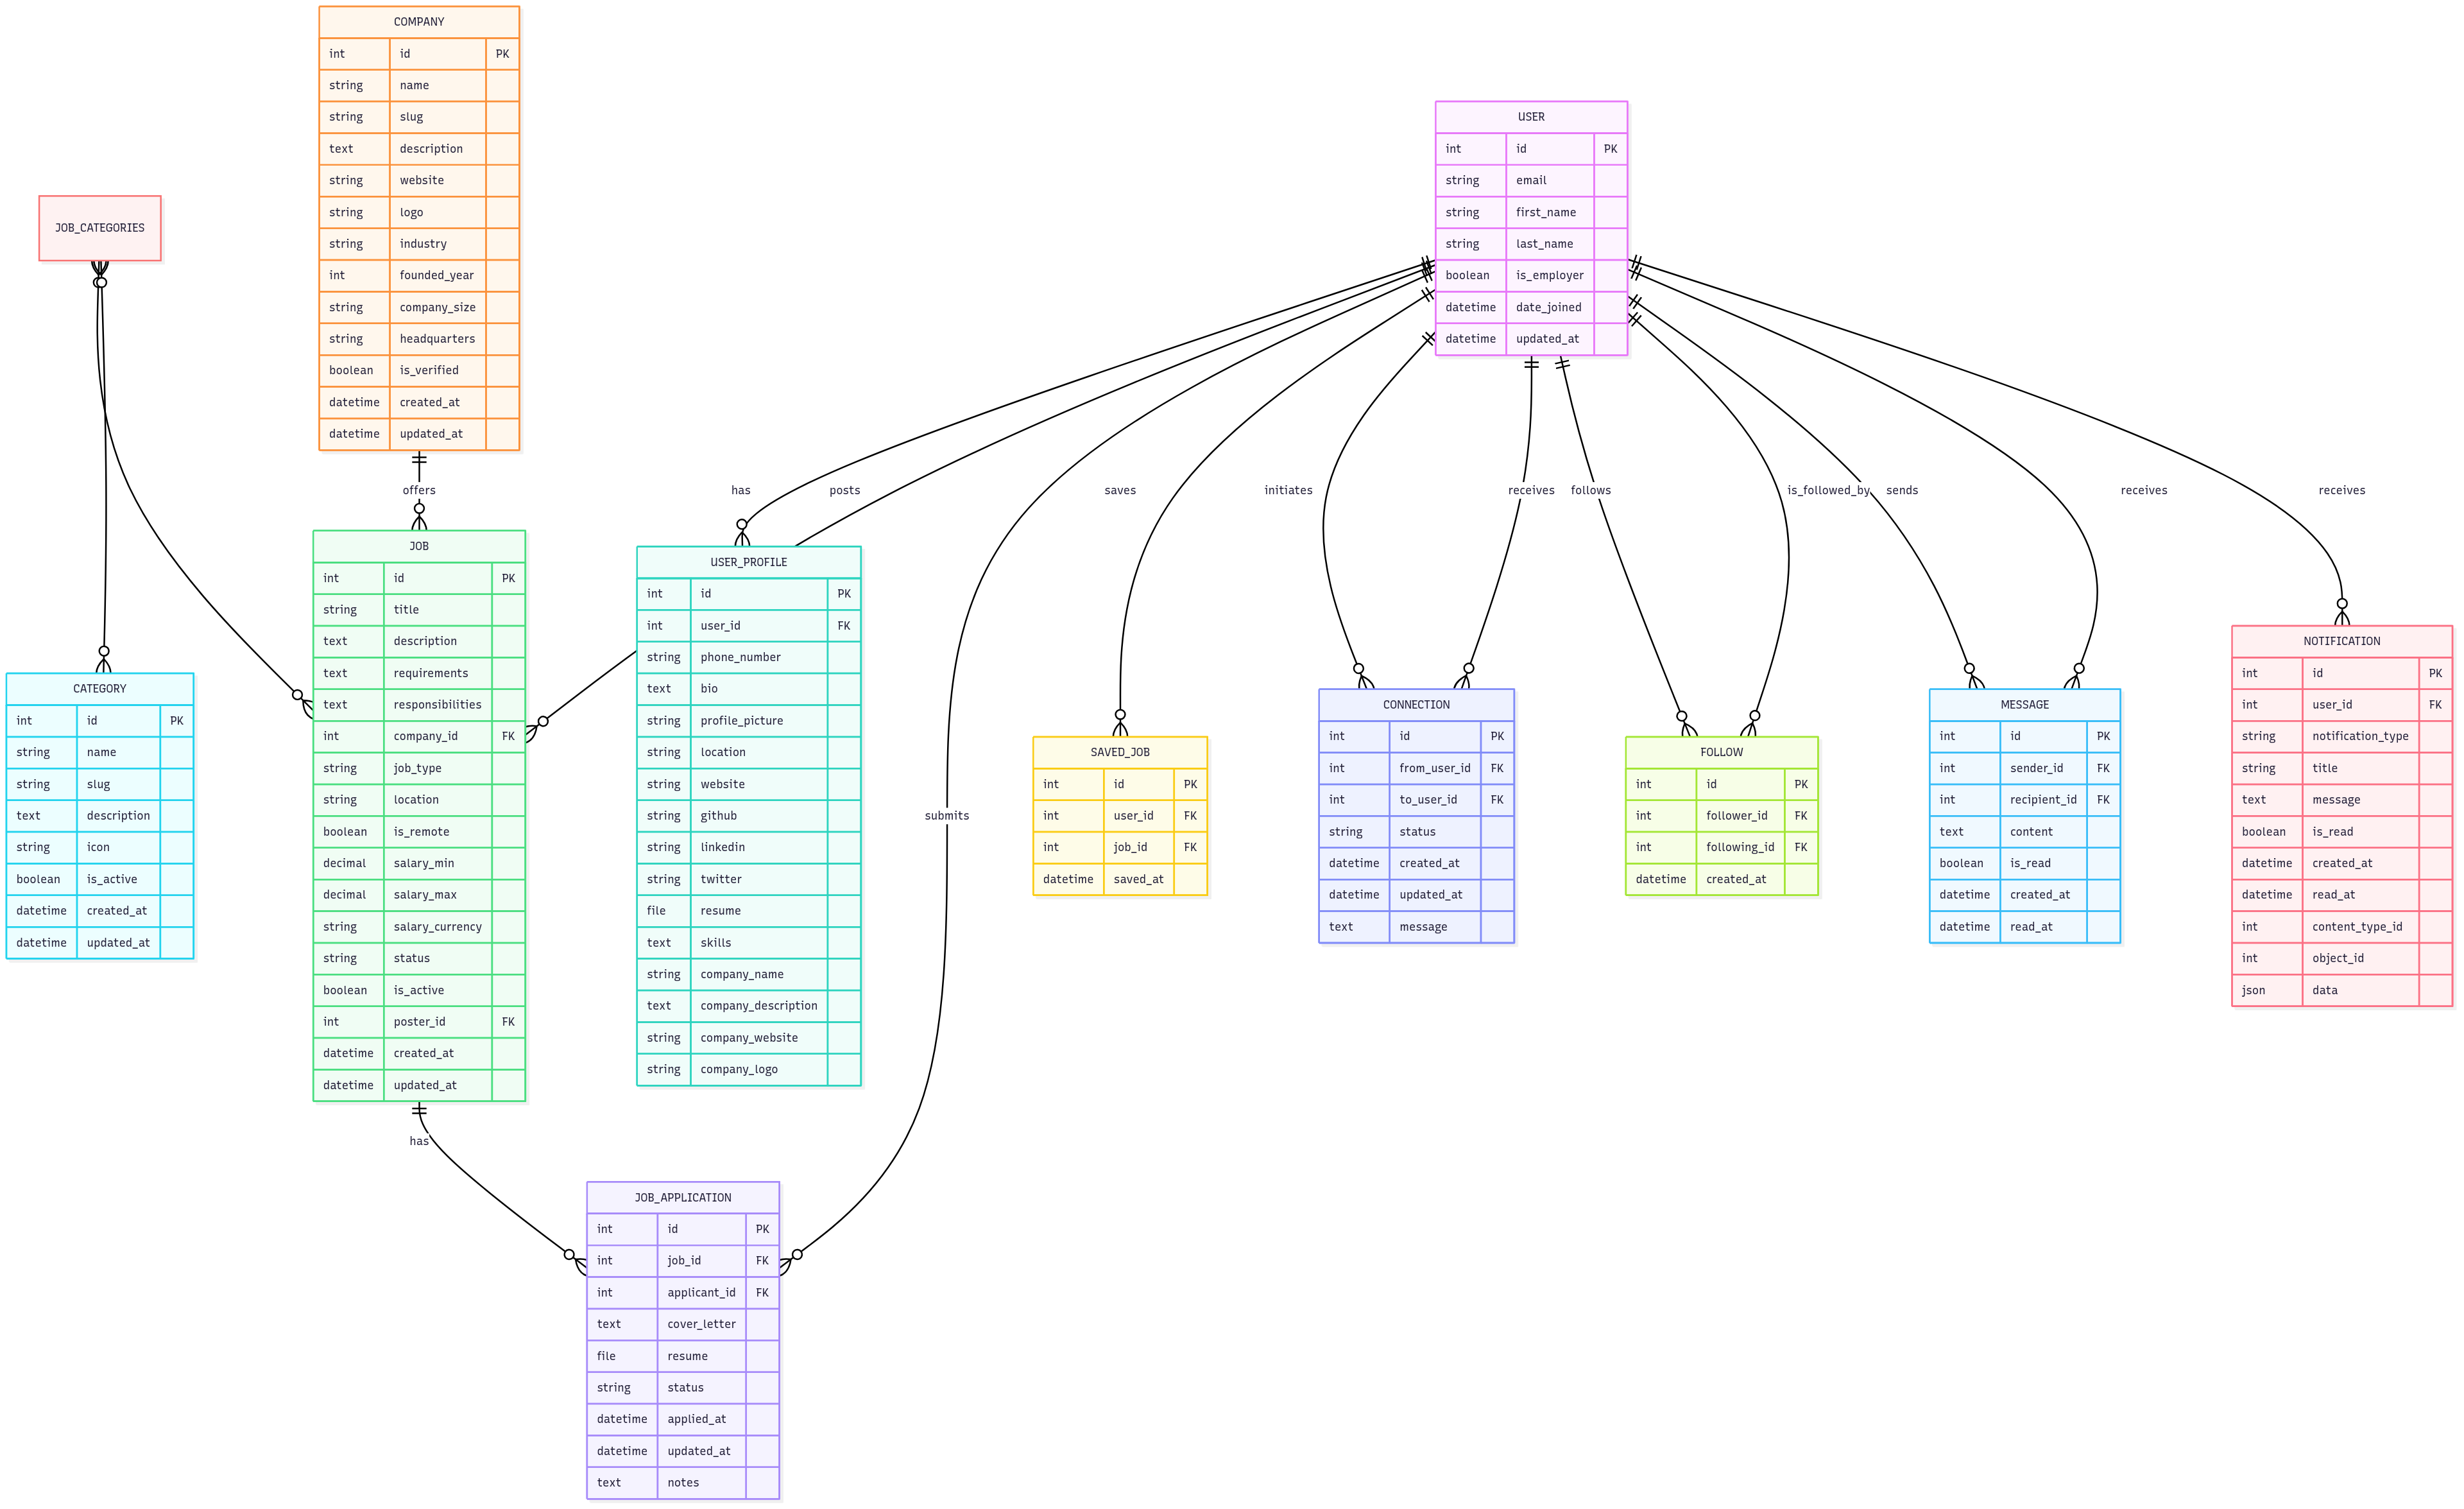 COMPANY
int id PK
string name
string slug
text description
string website
string logo
string industry
int founded_year
string company_size
string headquarters
boolean is_verified
datetime created_at
datetime updated_at
USER
int id PK
string email
string first_name
string last_name
boolean is_employer
datetime date_joined
datetime updated_at
JOB_CATEGORIES
offers
has
posts
saves
initiates
receives
follows
is_followed_by
sends
receives
receives
JOB
int id PK
string title
text description
text requirements
text responsibilities
int company_id FK
string job_type
string location
boolean is_remote
decimal salary_min
decimal salary_max
string salary_currency
string status
boolean is_active
int poster_id FK
datetime created_at
datetime updated_at
USER_PROFILE
int id PK
int user_id FK
string phone_number
text bio
string profile_picture
string location
string website
string github
string linkedin
string twitter
file resume
text skills
string company_name
text company_description
string company_website
string company_logo
CATEGORY
int id PK
string name
string slug
text description
string icon
boolean is_active
datetime created_at
datetime updated_at
submits
SAVED_JOB
int id PK
int user_id FK
int job_id FK
datetime saved_at
CONNECTION
int id PK
int from_user_id FK
int to_user_id FK
string status
datetime created_at
datetime updated_at
text message
FOLLOW
int id PK
int follower_id FK
int following_id FK
datetime created_at
MESSAGE
int id PK
int sender_id FK
int recipient_id FK
text content
boolean is_read
datetime created_at
datetime read_at
NOTIFICATION
int id PK
int user_id FK
string notification_type
string title
text message
boolean is_read
datetime created_at
datetime read_at
int content_type_id
int object_id
json data
has
JOB_APPLICATION
int id PK
int job_id FK
int applicant_id FK
text cover_letter
file resume
string status
datetime applied_at
datetime updated_at
text notes